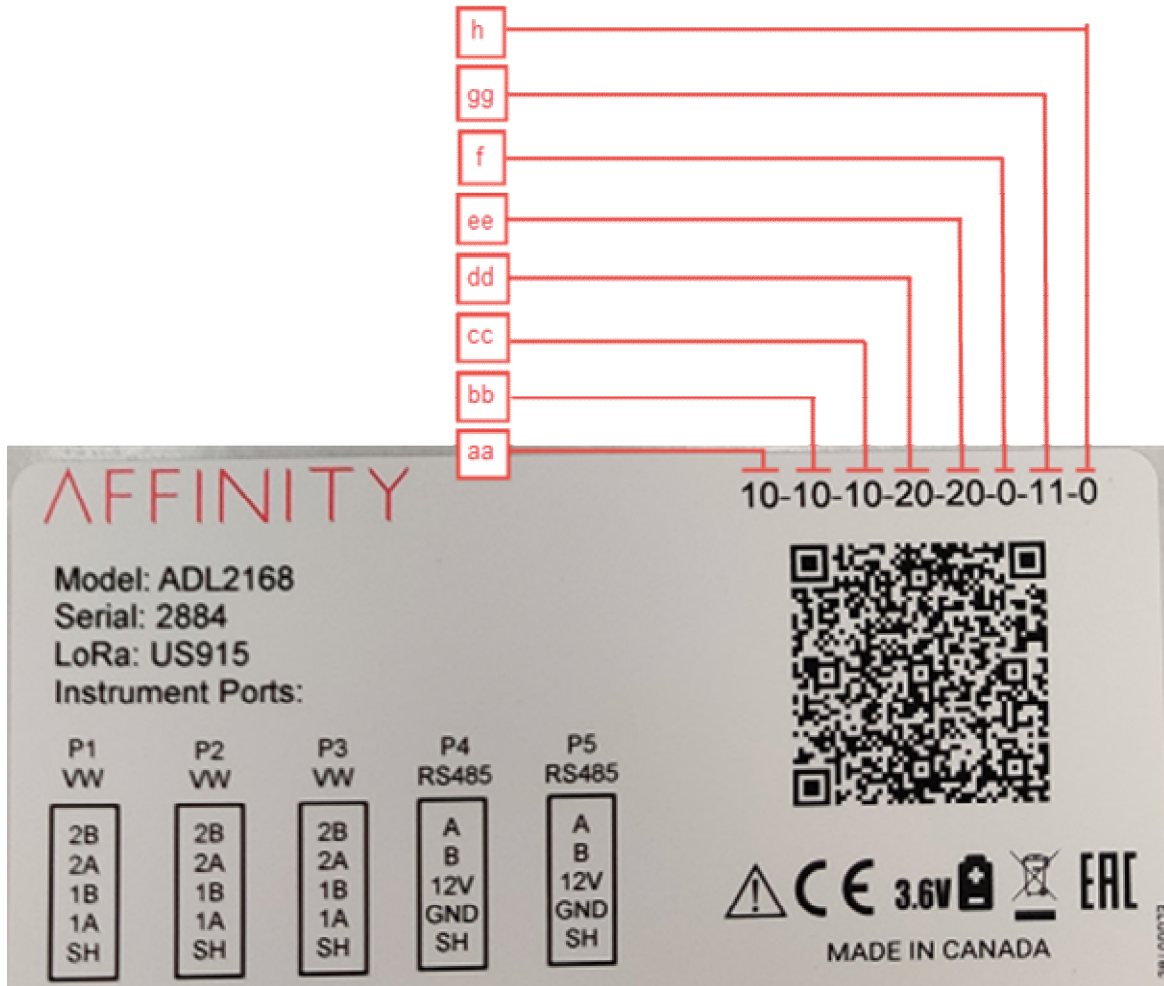 h
gg
f
ee
dd
cc
bb
aa
AFFINITY
10-10-10-20-20-0-11-0
Model: ADL2168
Serial: 2884
LoRa: US915
Instrument Ports:
P1 P2 P3 P4 P5
VW VW VW RS485 RS485
2B 2B 2B A A
2A 2A 2A B B
1B 1B 1B 12V 12V
1A 1A 1A GND GND
SH SH SH SH SH
CE 3.6V EAC
MADE IN CANADA